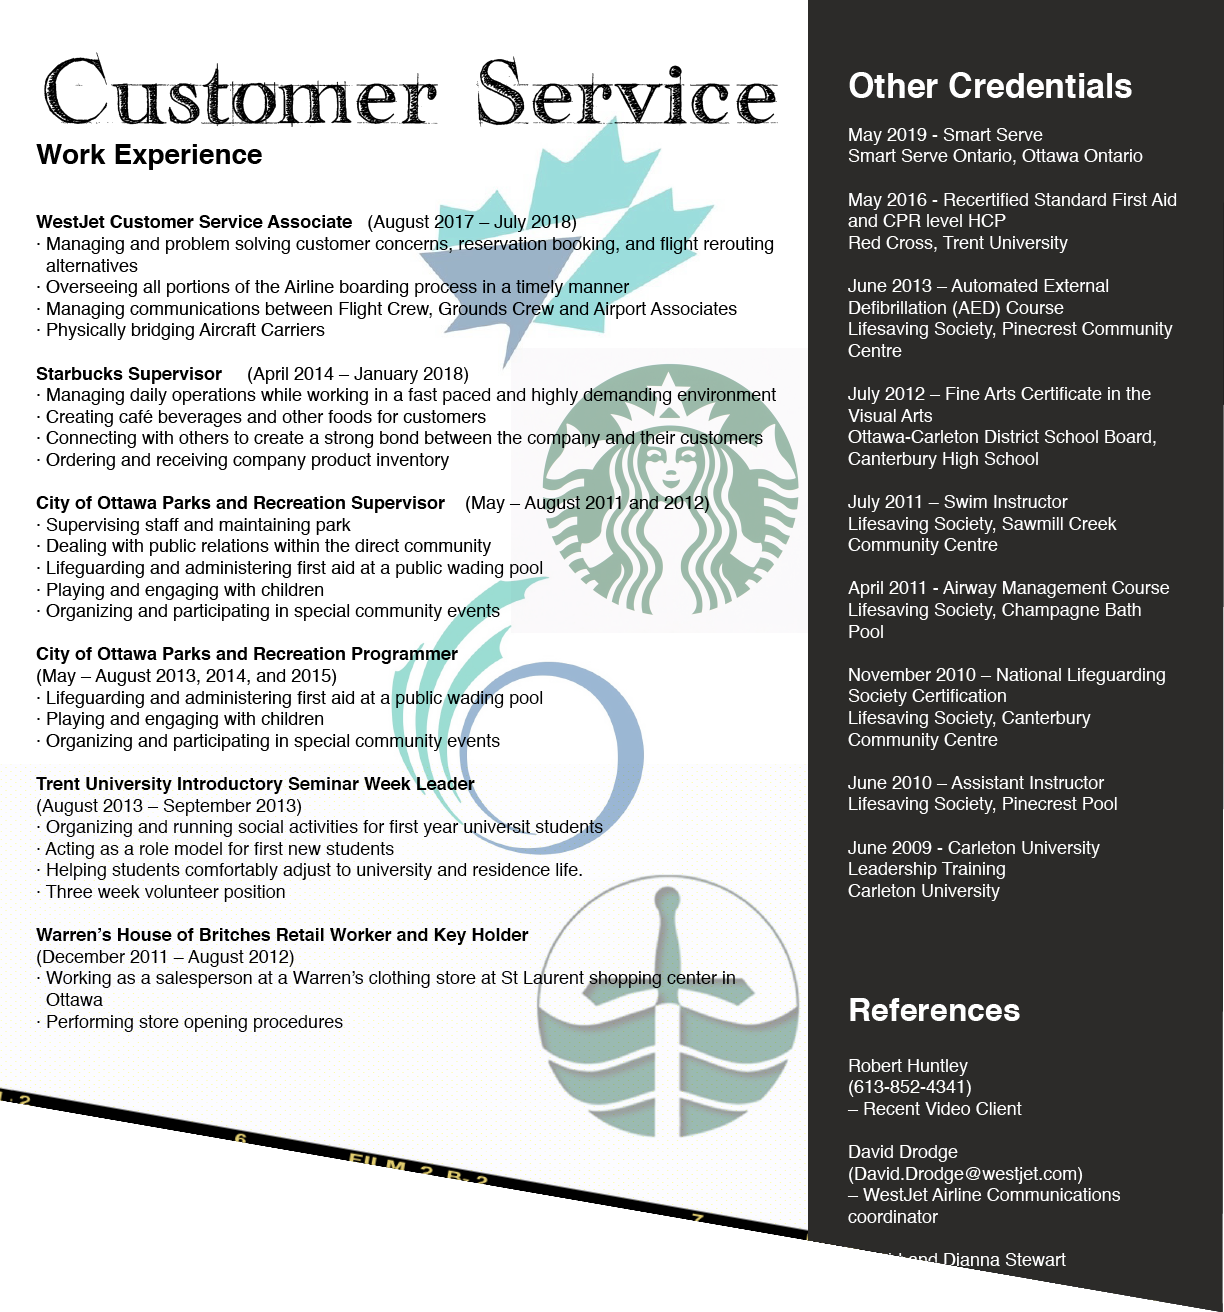 Customer Service
Work Experience
WestJet Customer Service Associate (August 2017 – July 2018)
· Managing and problem solving customer concerns, reservation booking, and flight rerouting
alternatives
· Overseeing all portions of the Airline boarding process in a timely manner
· Managing communications between Flight Crew, Grounds Crew and Airport Associates
· Physically bridging Aircraft Carriers
Starbucks Supervisor (April 2014 – January 2018)
· Managing daily operations while working in a fast paced and highly demanding environment
· Creating café beverages and other foods for customers
· Connecting with others to create a strong bond between the company and their customers
· Ordering and receiving company product inventory
City of Ottawa Parks and Recreation Supervisor (May – August 2011 and 2012)
· Supervising staff and maintaining park
· Dealing with public relations within the direct community
· Lifeguarding and administering first aid at a public wading pool
· Playing and engaging with children
· Organizing and participating in special community events
City of Ottawa Parks and Recreation Programmer
(May – August 2013, 2014, and 2015)
· Lifeguarding and administering first aid at a public wading pool
· Playing and engaging with children
· Organizing and participating in special community events
Trent University Introductory Seminar Week Leader
(August 2013 – September 2013)
· Organizing and running social activities for first year universit students
· Acting as a role model for first new students
· Helping students comfortably adjust to university and residence life.
· Three week volunteer position
Warren's House of Britches Retail Worker and Key Holder
(December 2011 – August 2012)
· Working as a salesperson at a Warren's clothing store at St Laurent shopping center in
Ottawa
· Performing store opening procedures
2
6
FILM 2 B- 2
7
Other Credentials
May 2019 - Smart Serve
Smart Serve Ontario, Ottawa Ontario
May 2016 - Recertified Standard First Aid
and CPR level HCP
Red Cross, Trent University
June 2013 – Automated External
Defibrillation (AED) Course
Lifesaving Society, Pinecrest Community
Centre
July 2012 – Fine Arts Certificate in the
Visual Arts
Ottawa-Carleton District School Board,
Canterbury High School
July 2011 – Swim Instructor
Lifesaving Society, Sawmill Creek
Community Centre
April 2011 - Airway Management Course
Lifesaving Society, Champagne Bath
Pool
November 2010 – National Lifeguarding
Society Certification
Lifesaving Society, Canterbury
Community Centre
June 2010 – Assistant Instructor
Lifesaving Society, Pinecrest Pool
June 2009 - Carleton University
Leadership Training
Carleton University
References
Robert Huntley
(613-852-4341)
– Recent Video Client
David Drodge
(David.Drodge@westjet.com)
– WestJet Airline Communications
coordinator
and Dianna Stewart